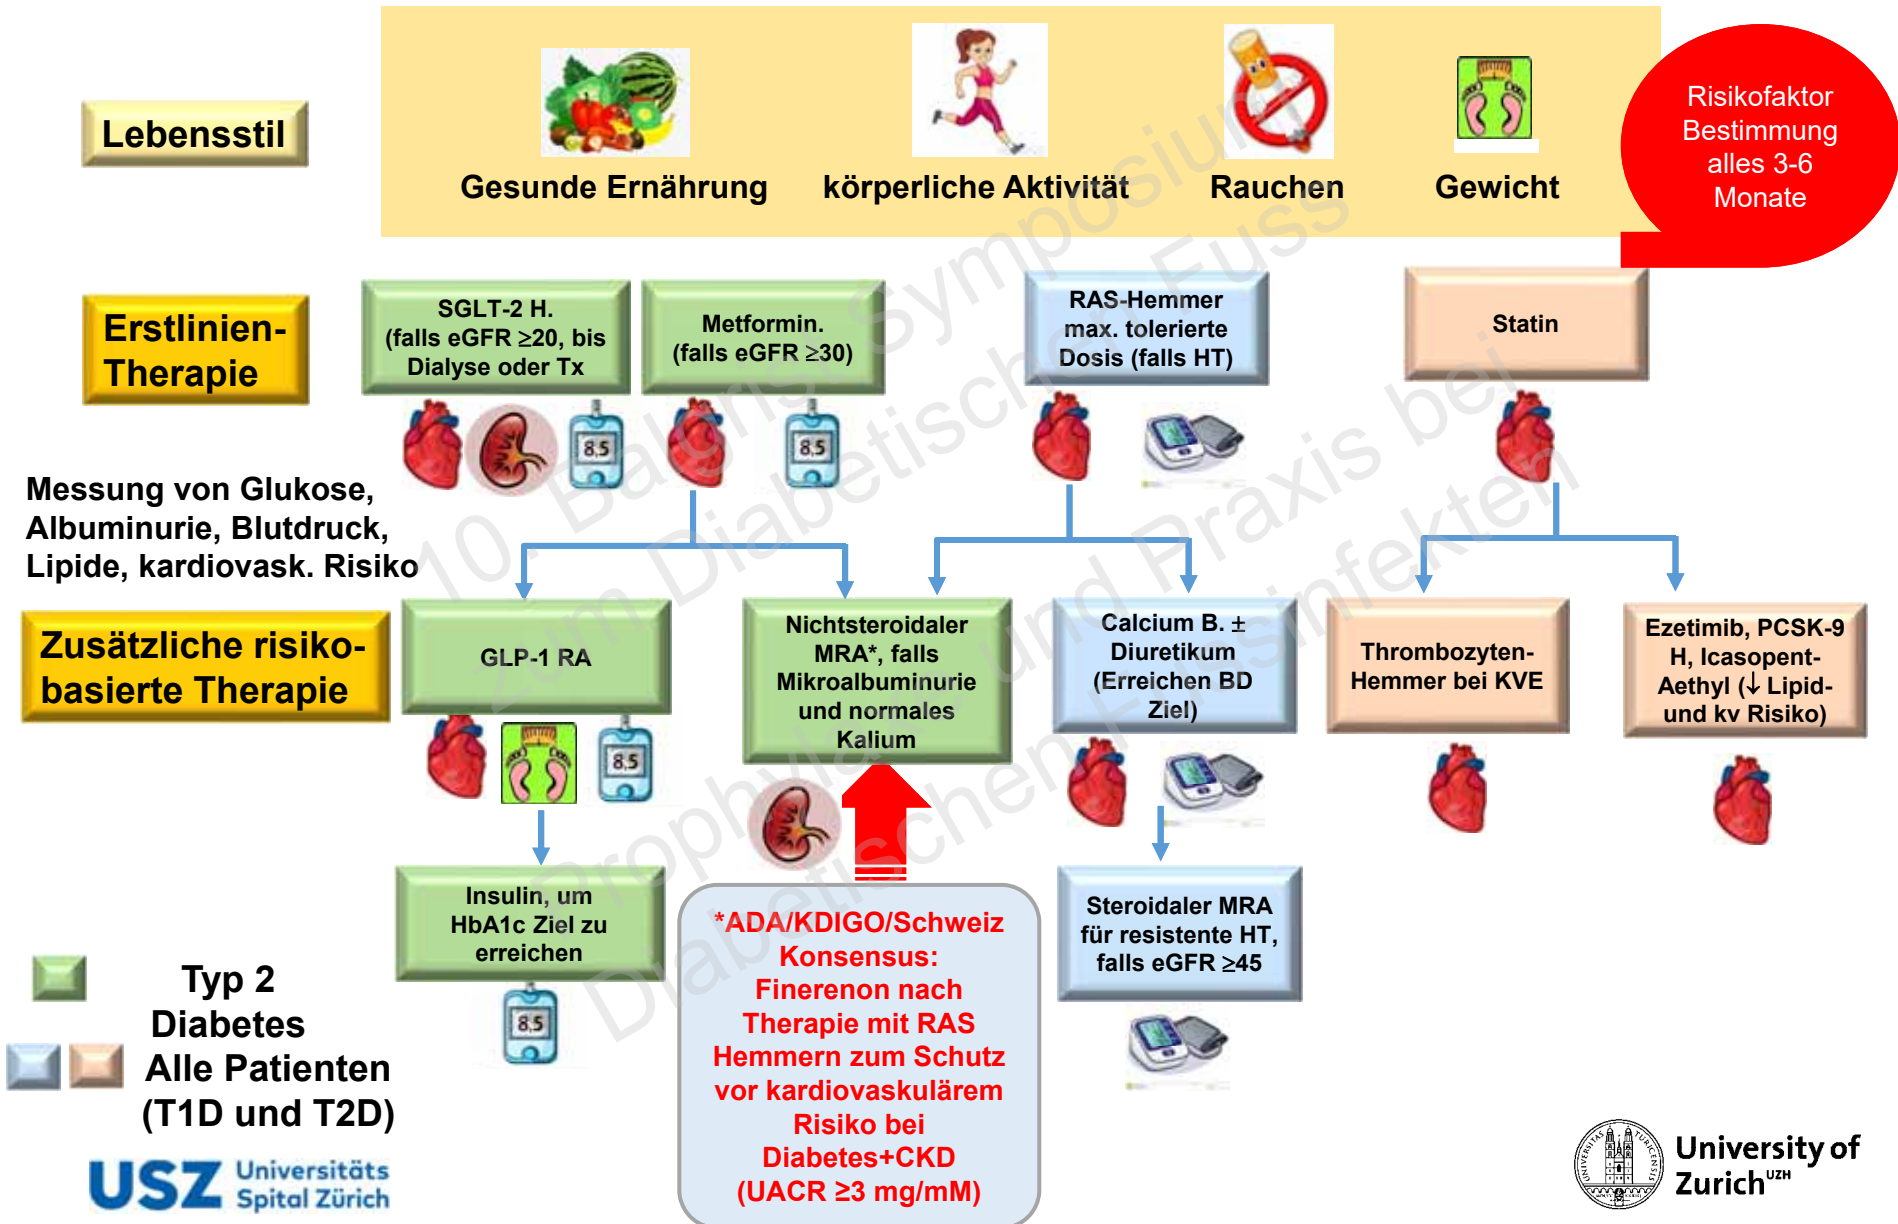 Lebensstil
Gesunde Ernährung
körperliche Aktivität
Rauchen
Gewicht
Risikofaktor
Bestimmung
alles 3-6
Monate
Erstlinien-
Therapie
SGLT-2 H.
(falls eGFR ≥20, bis
Dialyse oder Tx
Metformin.
(falls eGFR ≥30)
RAS-Hemmer
max. tolerierte
Dosis (falls HT)
Statin
8.5
8.5
Messung von Glukose,
Albuminurie, Blutdruck,
Lipide, kardiovask. Risiko
Zusätzliche risiko-
basierte Therapie
GLP-1 RA
Nichtsteroidaler
MRA*, falls
Mikroalbuminurie
und normales
Kalium
Calcium B. ±
Diuretikum
(Erreichen BD
Ziel)
Thrombozyten-
Hemmer bei KVE
Ezetimib, PCSK-9
H, Icasopent-
Aethyl (↓ Lipid-
und kv Risiko)
8.5
Insulin, um
HbA1c Ziel zu
erreichen
8.5
*ADA/KDIGO/Schweiz
Konsensus:
Finerenon nach
Therapie mit RAS
Hemmern zum Schutz
vor kardiovaskulärem
Risiko bei
Diabetes+CKD
(UACR ≥3 mg/mM)
Steroidaler MRA
für resistente HT,
falls eGFR ≥45
Typ 2
Diabetes
Alle Patienten
(T1D und T2D)
USZ Universitäts
Spital Zürich
University of
Zurich UZH
10. Balgrist Symposium
zum Diabetischen Fuss
Prophylaxe und Praxis bei
Diabetischen Fussinfekten